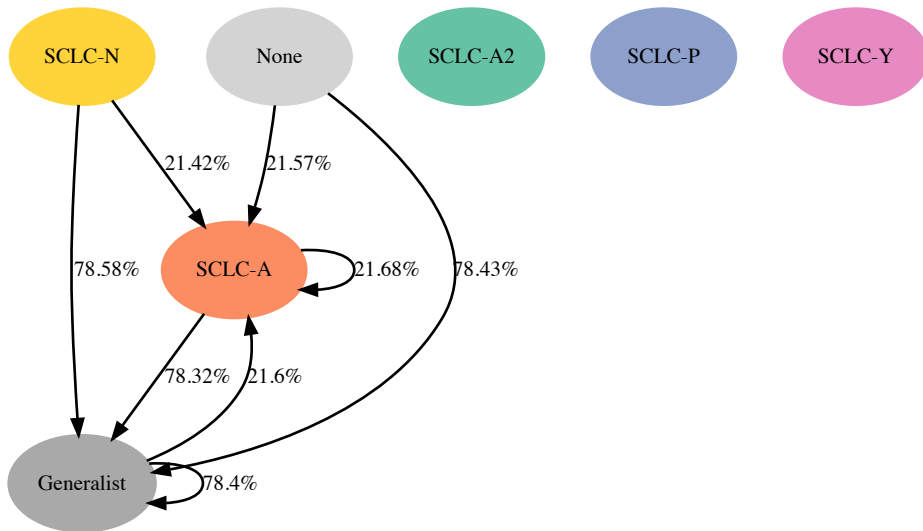 SCLC-N
None
SCLC-A2
SCLC-P
SCLC-Y
21.42%
21.57%
SCLC-A
21.68%
78.58%
78.43%
78.32%
21.6%
Generalist
78.4%